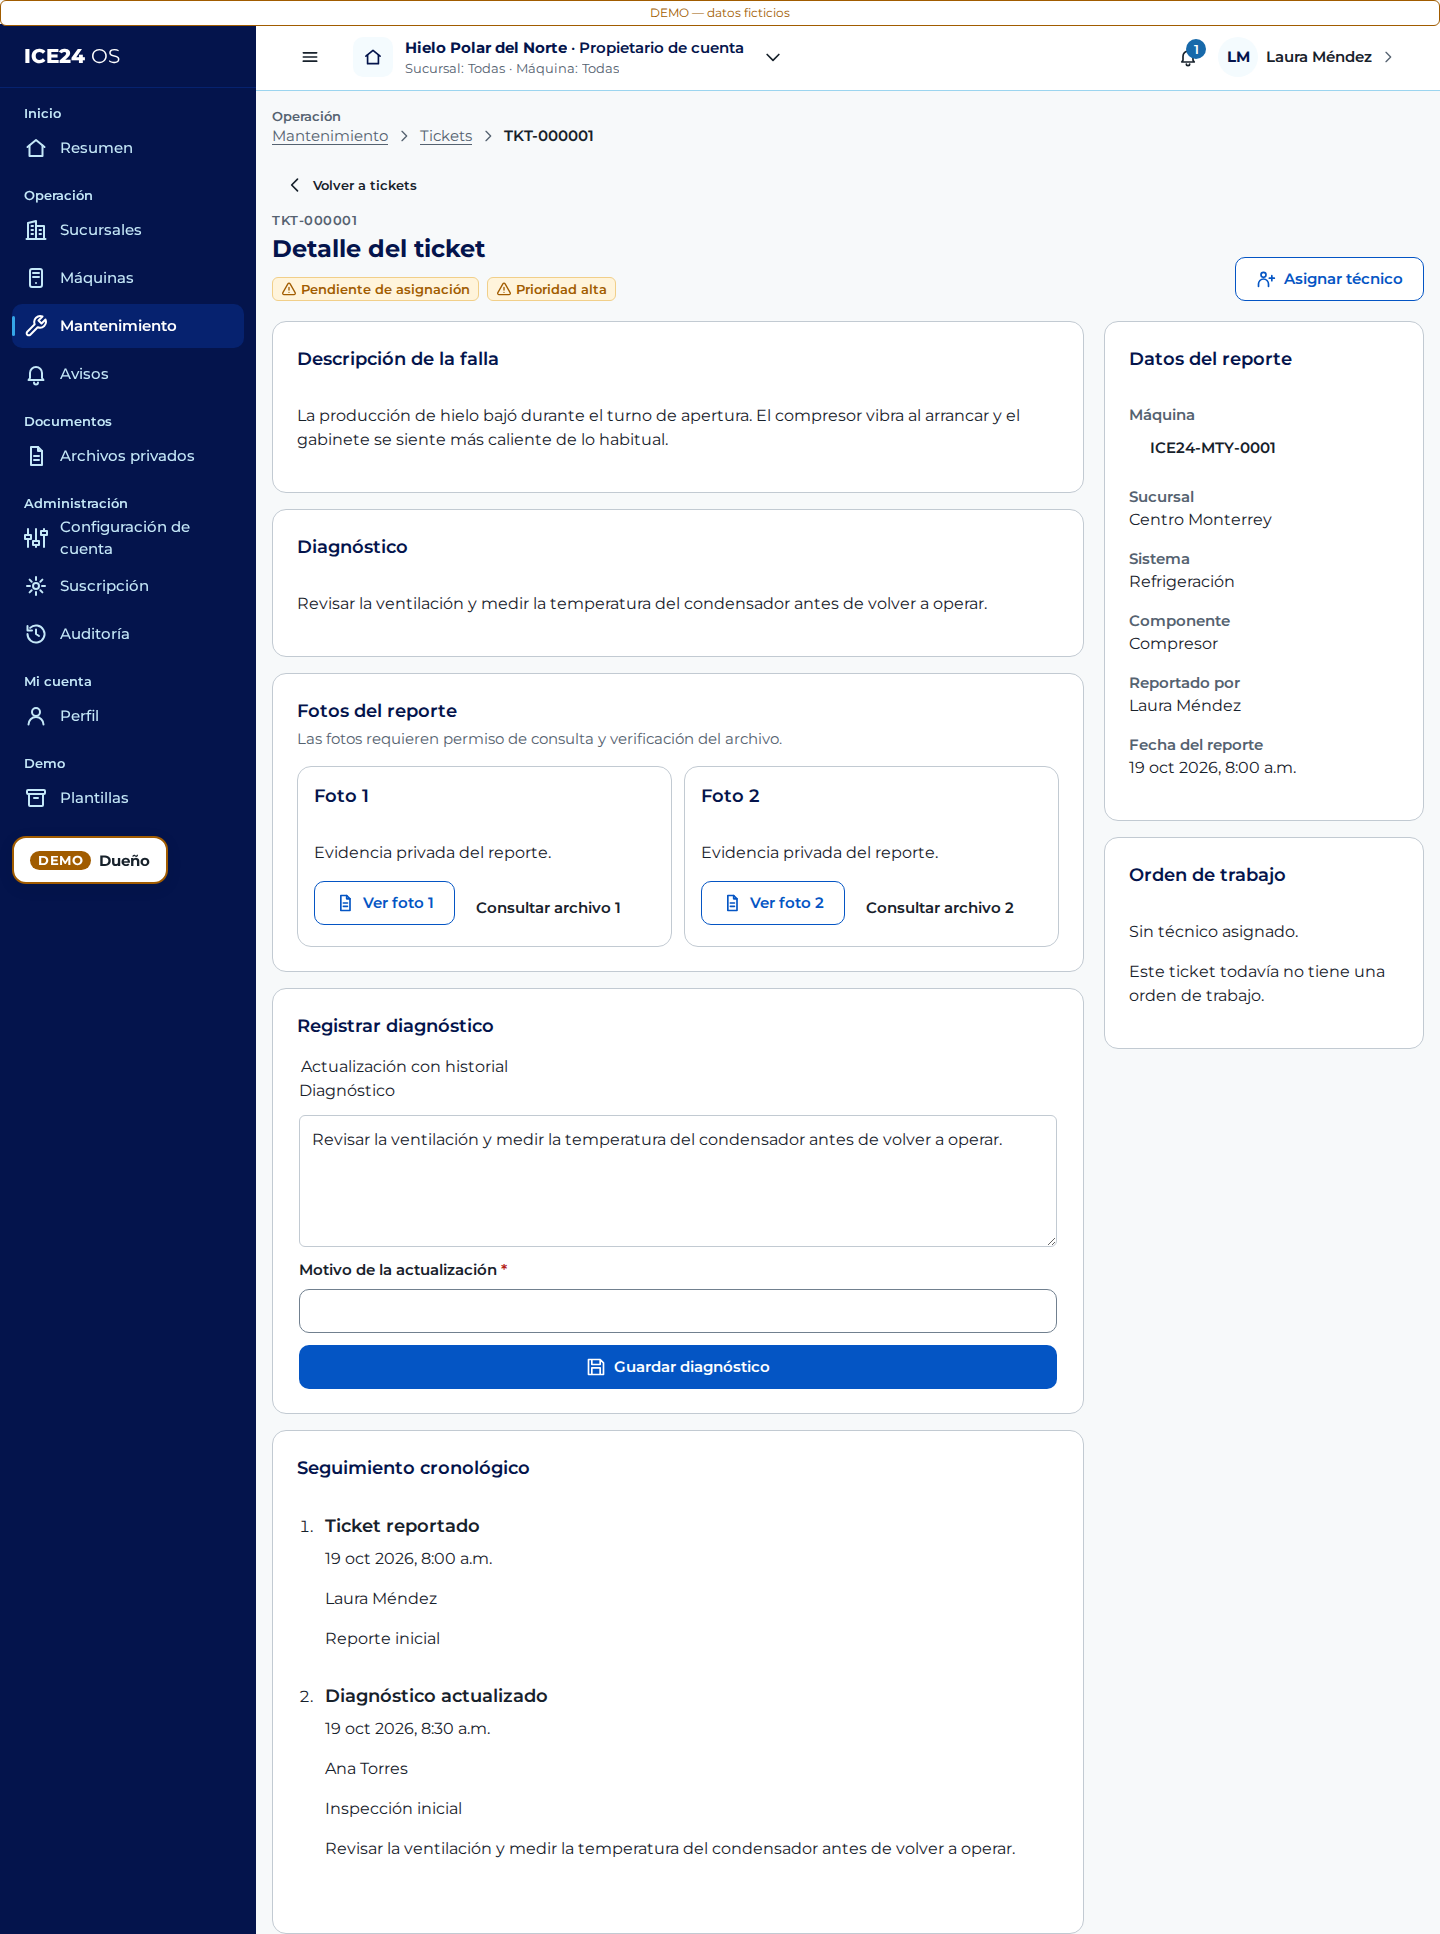 DEMO — datos ficticios
ICE24 OS
Inicio
Resumen
Operación
Sucursales
Máquinas
Mantenimiento
Avisos
Documentos
Archivos privados
Administración
Configuración de
cuenta
Suscripción
Auditoría
Mi cuenta
Perfil
Demo
Plantillas
DEMO Dueño
Hielo Polar del Norte · Propietario de cuenta
Sucursal: Todas · Máquina: Todas
1
LM Laura Méndez
Operación
Mantenimiento > Tickets > TKT-000001
Volver a tickets
TKT-000001
Detalle del ticket
Pendiente de asignación
Prioridad alta
Asignar técnico
Descripción de la falla
La producción de hielo bajó durante el turno de apertura. El compresor vibra al arrancar y el
gabinete se siente más caliente de lo habitual.
Diagnóstico
Revisar la ventilación y medir la temperatura del condensador antes de volver a operar.
Fotos del reporte
Las fotos requieren permiso de consulta y verificación del archivo.
Foto 1
Evidencia privada del reporte.
Ver foto 1
Consultar archivo 1
Foto 2
Evidencia privada del reporte.
Ver foto 2
Consultar archivo 2
Registrar diagnóstico
Actualización con historial
Diagnóstico
Revisar la ventilación y medir la temperatura del condensador antes de volver a operar.
Motivo de la actualización *
Guardar diagnóstico
Seguimiento cronológico
1. Ticket reportado
19 oct 2026, 8:00 a.m.
Laura Méndez
Reporte inicial
2. Diagnóstico actualizado
19 oct 2026, 8:30 a.m.
Ana Torres
Inspección inicial
Revisar la ventilación y medir la temperatura del condensador antes de volver a operar.
Datos del reporte
Máquina
ICE24-MTY-0001
Sucursal
Centro Monterrey
Sistema
Refrigeración
Componente
Compresor
Reportado por
Laura Méndez
Fecha del reporte
19 oct 2026, 8:00 a.m.
Orden de trabajo
Sin técnico asignado.
Este ticket todavía no tiene una
orden de trabajo.